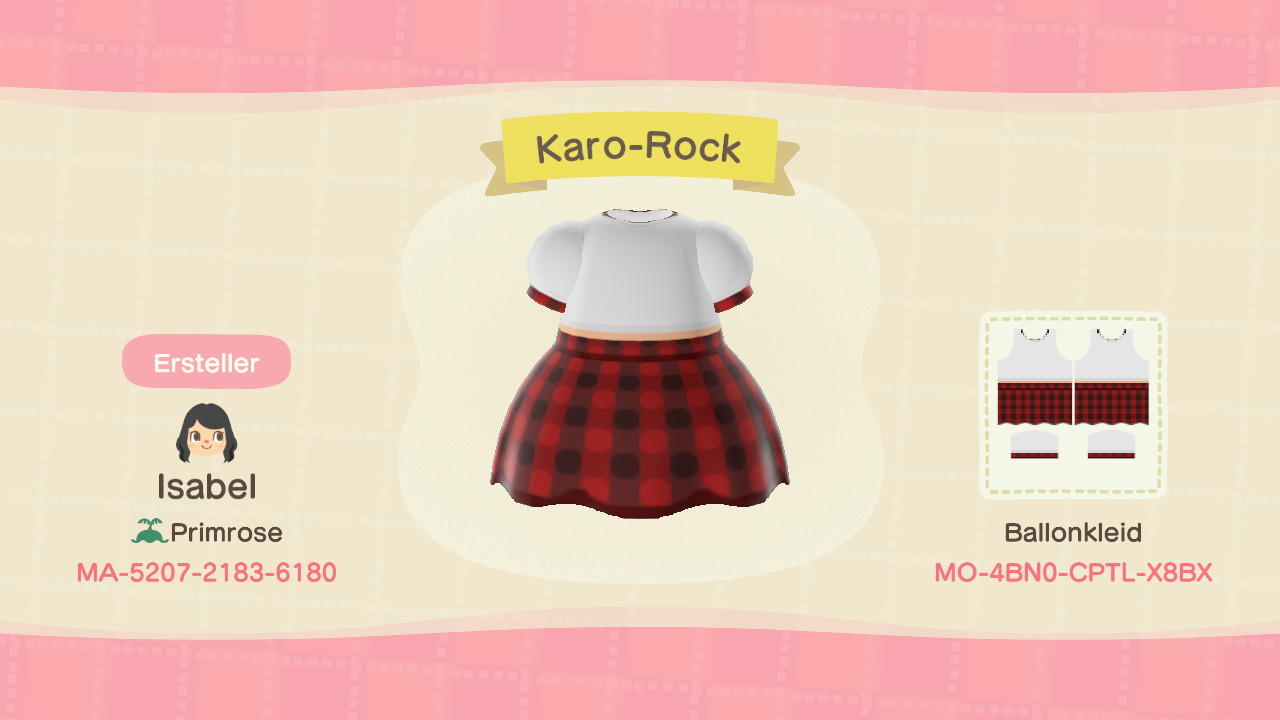 Karo-Rock
Ersteller
Isabel
Primrose
MA-5207-2183-6180
Ballonkleid
MO-4BN0-CPTL-X8BX